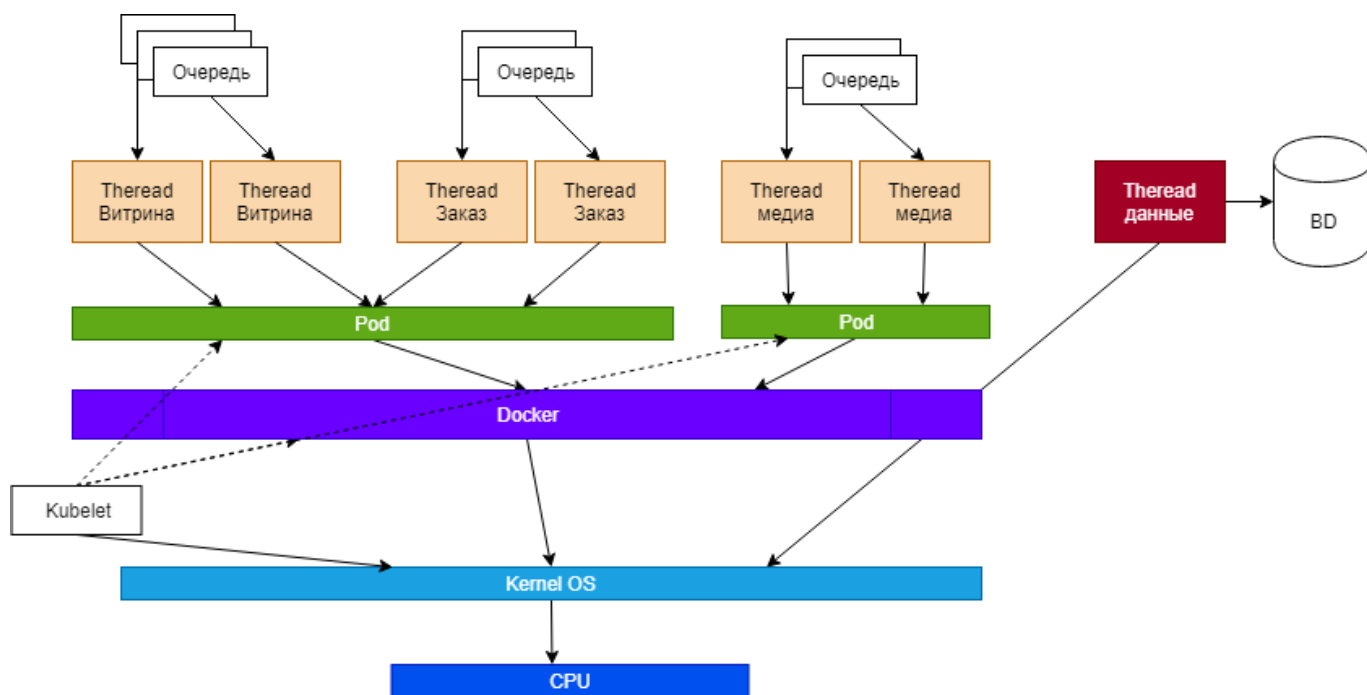 Очередь
Очередь
Очередь
Theread
Витрина
Theread
Витрина
Theread
Заказ
Theread
Заказ
Theread
медиа
Theread
медиа
Theread
данные
BD
Pod
Pod
Docker
Kubelet
Kernel OS
CPU